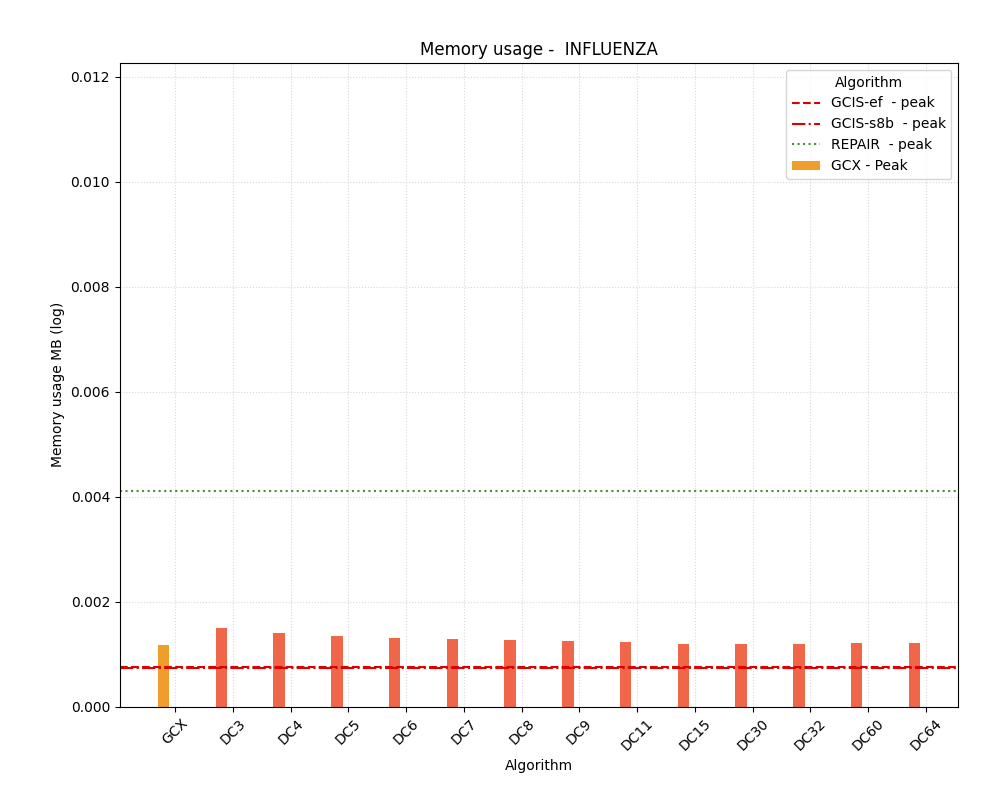 Memory usage -  INFLUENZA
0.012
0.010
0.008
0.006
0.004
0.002
0.000
Memory usage MB (log)
Algorithm
GCIS-ef  - peak
GCIS-s8b  - peak
REPAIR  - peak
GCX - Peak
GCX DC3 DC4 DC5 DC6 DC7 DC8 DC9 DC11 DC15 DC30 DC32 DC60 DC64
Algorithm